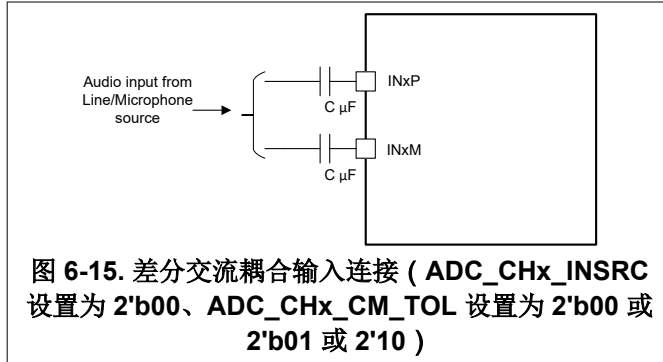 Audio input from
Line/Microphone
source
INxP
C µF
INxM
C µF
图 6-15. 差分交流耦合输入连接（ADC_CHx_INSRC
设置为 2'b00、ADC_CHx_CM_TOL 设置为 2'b00 或
2'b01 或 2'10）